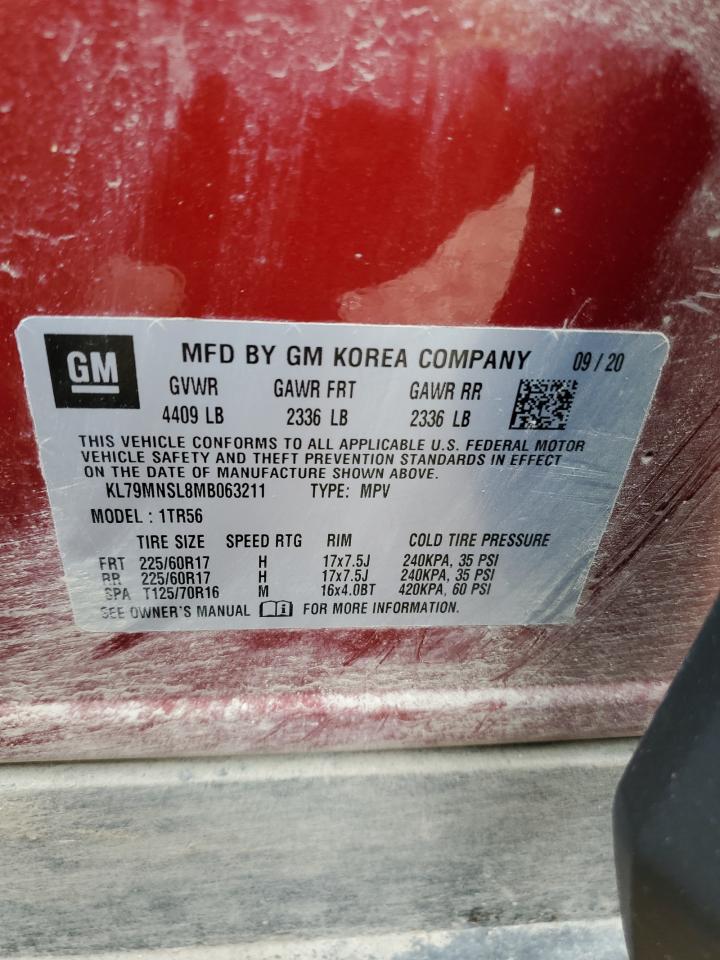 GM MFD BY GM KOREA COMPANY 09 / 20
GVWR GAWR FRT GAWR RR
4409 LB 2336 LB 2336 LB
THIS VEHICLE CONFORMS TO ALL APPLICABLE U.S. FEDERAL MOTOR
VEHICLE SAFETY AND THEFT PREVENTION STANDARDS IN EFFECT
ON THE DATE OF MANUFACTURE SHOWN ABOVE.
KL79MNSL8MB063211 TYPE: MPV
MODEL : 1TR56
TIRE SIZE SPEED RTG RIM COLD TIRE PRESSURE
FRT 225/60R17 H 17x7.5J 240KPA, 35 PSI
RR 225/60R17 H 17x7.5J 240KPA, 35 PSI
SPA T125/70R16 M 16x4.0BT 420KPA, 60 PSI
SEE OWNER'S MANUAL FOR MORE INFORMATION.